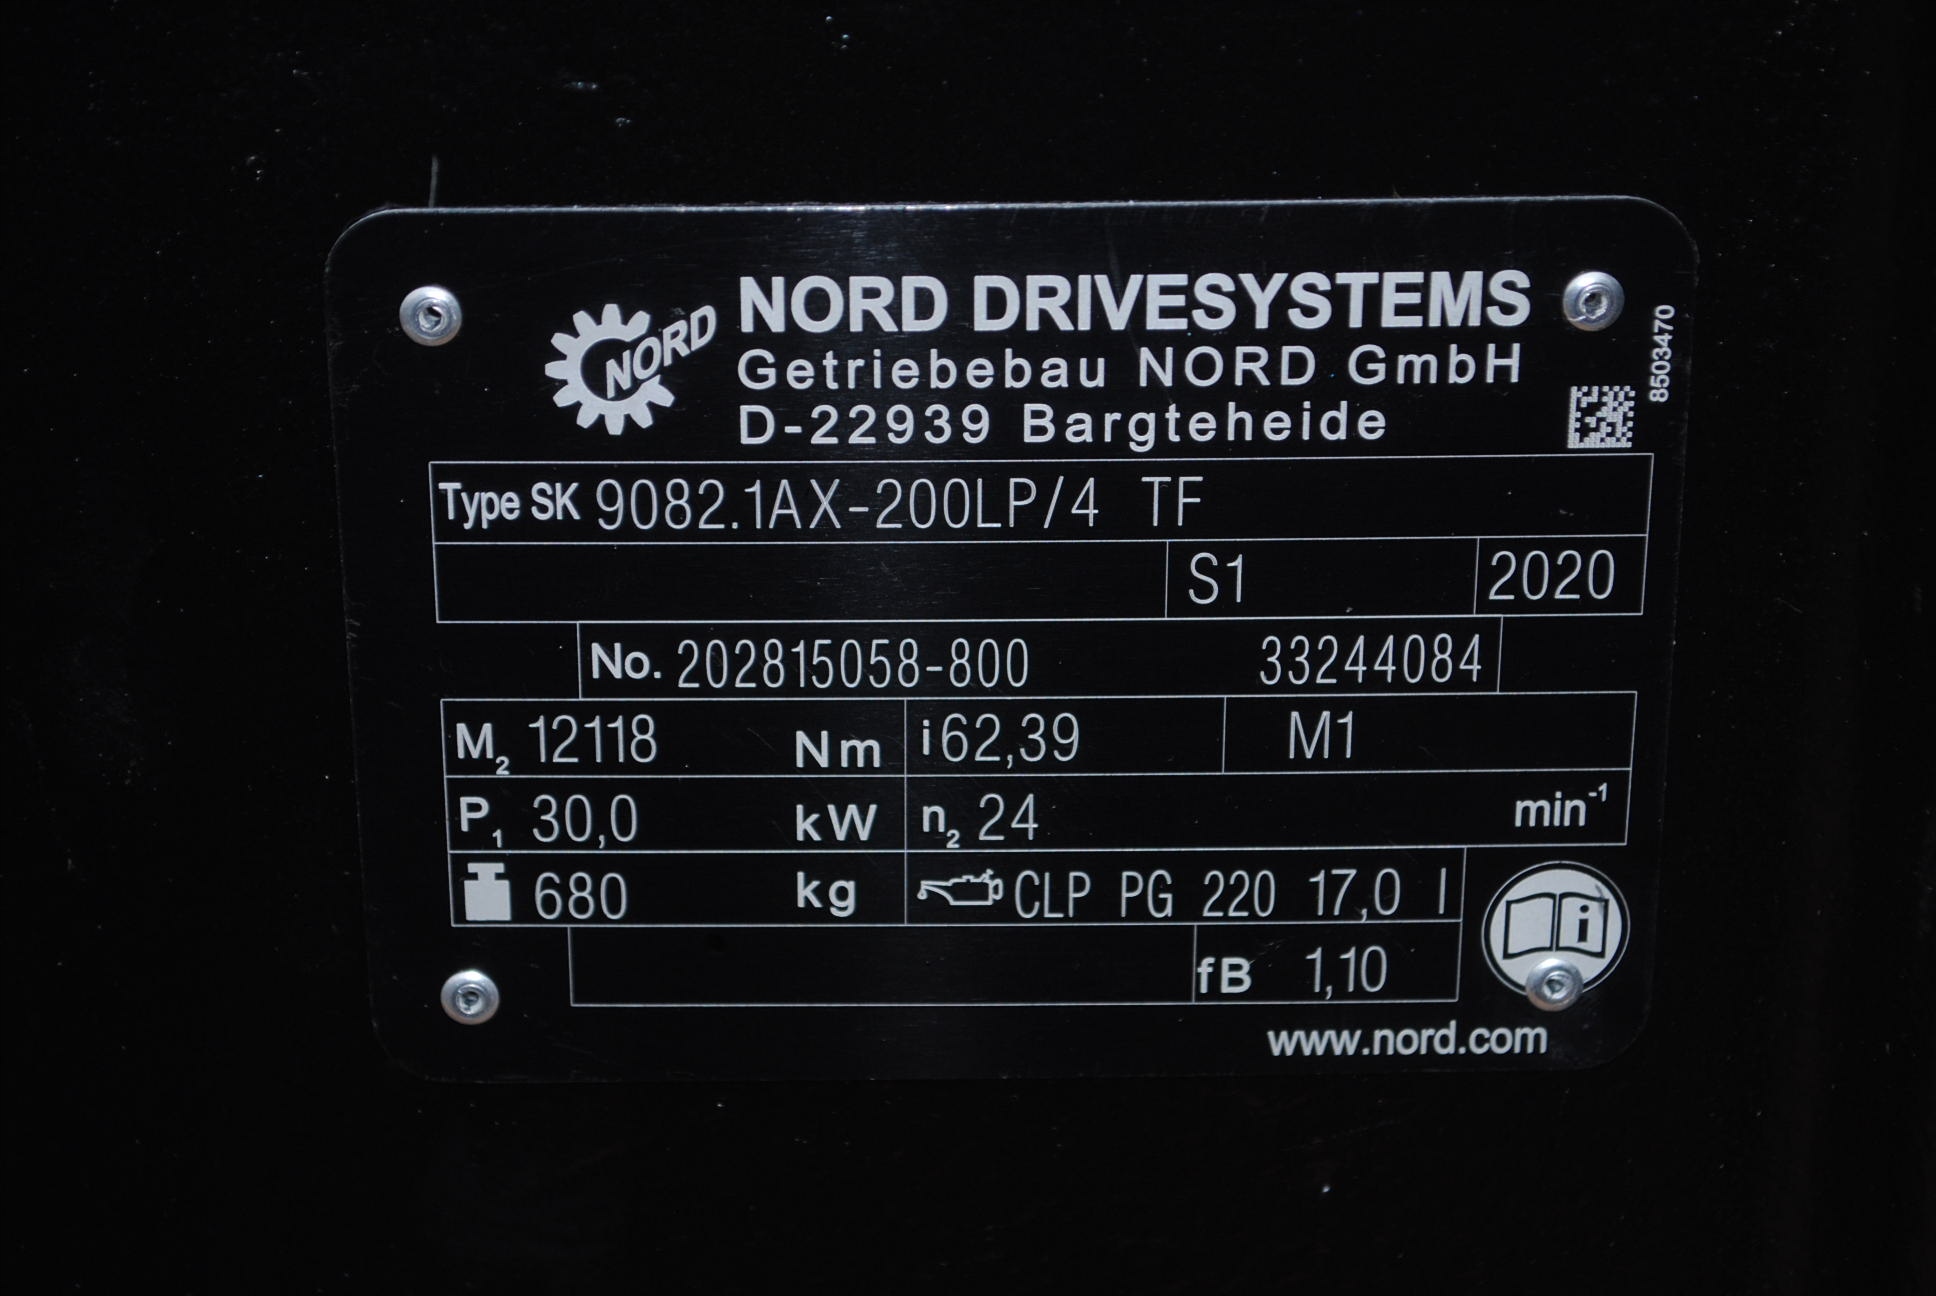 NORD
NORD DRIVESYSTEMS
Getriebebau NORD GmbH
D-22939 Bargteheide
8503470
Type SK 9082.1AX-200LP/4 TF
S1 2020
No. 202815058-800 33244084
M2 12118 Nm i 62,39 M1
P1 30,0 kW n2 24 min-1
680 kg CLP PG 220 17,0 l
fB 1,10
www.nord.com